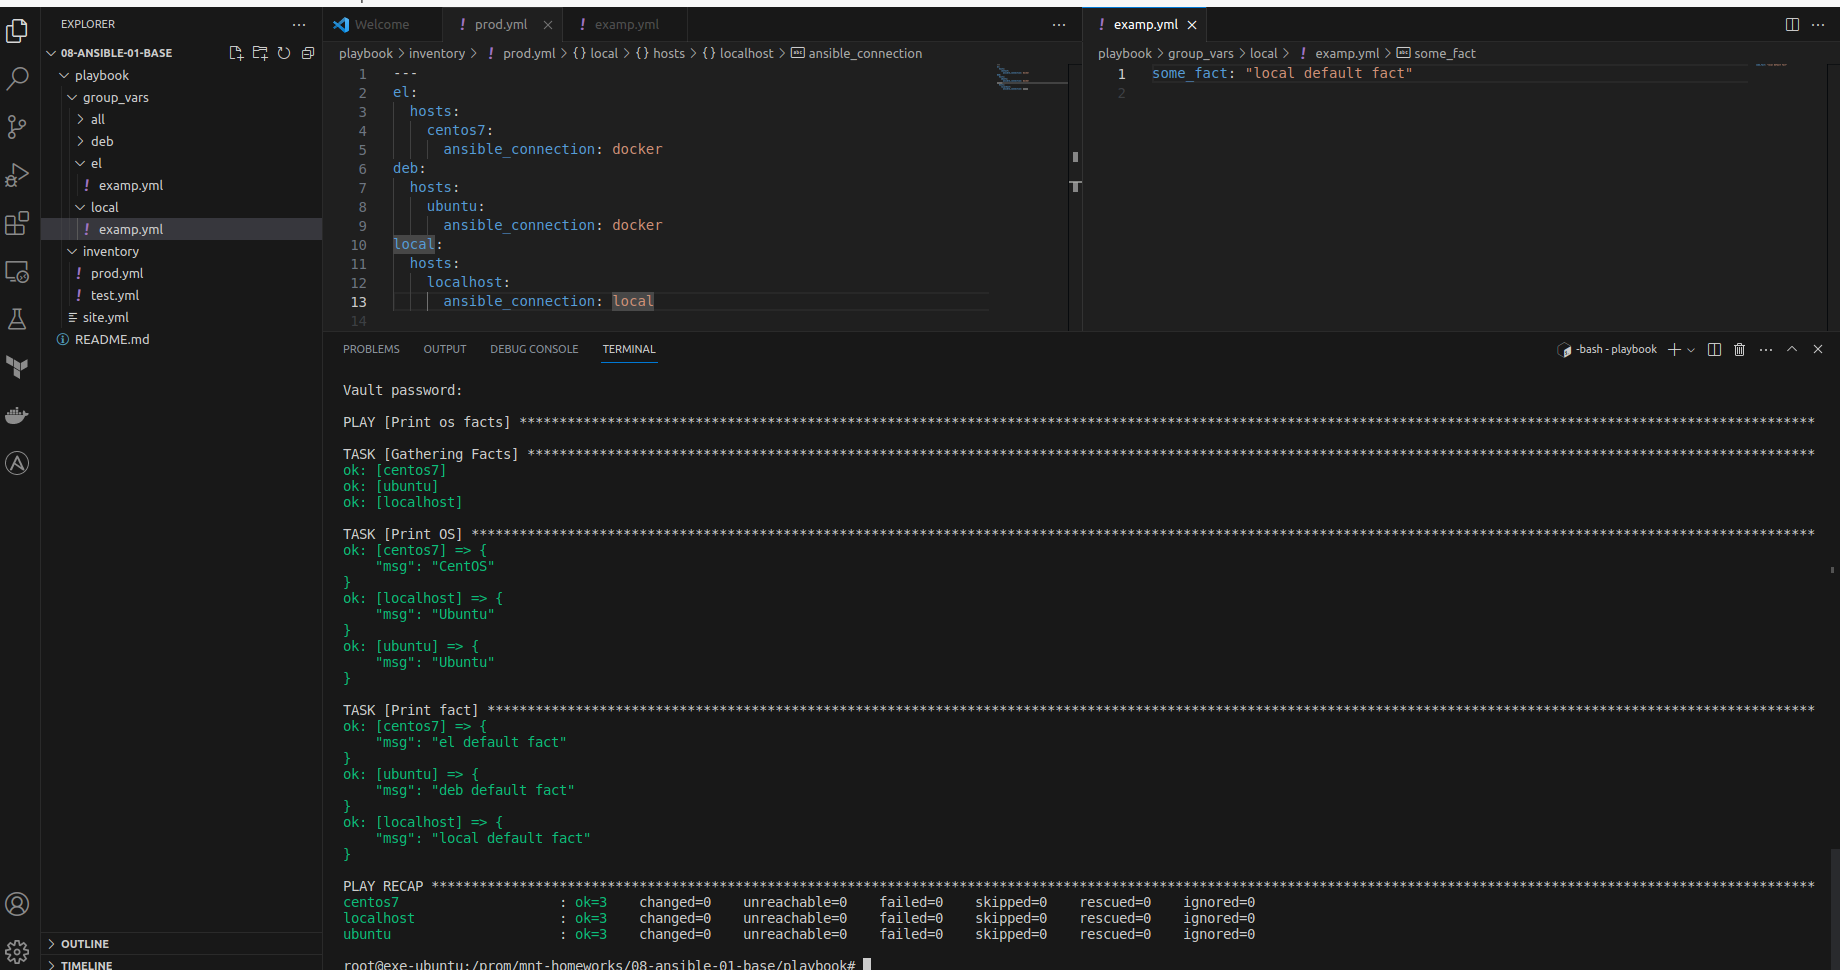 EXPLORER
08-ANSIBLE-01-BASE
playbook
group_vars
all
deb
el
examp.yml
local
examp.yml
inventory
prod.yml
test.yml
site.yml
README.md
OUTLINE
TIMELINE
Welcome
prod.yml
examp.yml
playbook > inventory > prod.yml > {} local > {} hosts > {} localhost > ansible_connection
1 ---
2 el:
3 hosts:
4 centos7:
5 ansible_connection: docker
6 deb:
7 hosts:
8 ubuntu:
9 ansible_connection: docker
10 local:
11 hosts:
12 localhost:
13 ansible_connection: local
14
examp.yml
playbook > group_vars > local > examp.yml > some_fact
1 some_fact: "local default fact"
2
PROBLEMS OUTPUT DEBUG CONSOLE TERMINAL
-bash - playbook
Vault password:
PLAY [Print os facts] ******************************************************************************************************************************************************************
TASK [Gathering Facts] *****************************************************************************************************************************************************************
ok: [centos7]
ok: [ubuntu]
ok: [localhost]
TASK [Print OS] ************************************************************************************************************************************************************************
ok: [centos7] => {
"msg": "CentOS"
}
ok: [localhost] => {
"msg": "Ubuntu"
}
ok: [ubuntu] => {
"msg": "Ubuntu"
}
TASK [Print fact] **********************************************************************************************************************************************************************
ok: [centos7] => {
"msg": "el default fact"
}
ok: [ubuntu] => {
"msg": "deb default fact"
}
ok: [localhost] => {
"msg": "local default fact"
}
PLAY RECAP *****************************************************************************************************************************************************************************
centos7 : ok=3 changed=0 unreachable=0 failed=0 skipped=0 rescued=0 ignored=0
localhost : ok=3 changed=0 unreachable=0 failed=0 skipped=0 rescued=0 ignored=0
ubuntu : ok=3 changed=0 unreachable=0 failed=0 skipped=0 rescued=0 ignored=0
root@exe-ubuntu:/prom/mnt-homeworks/08-ansible-01-base/playbook#